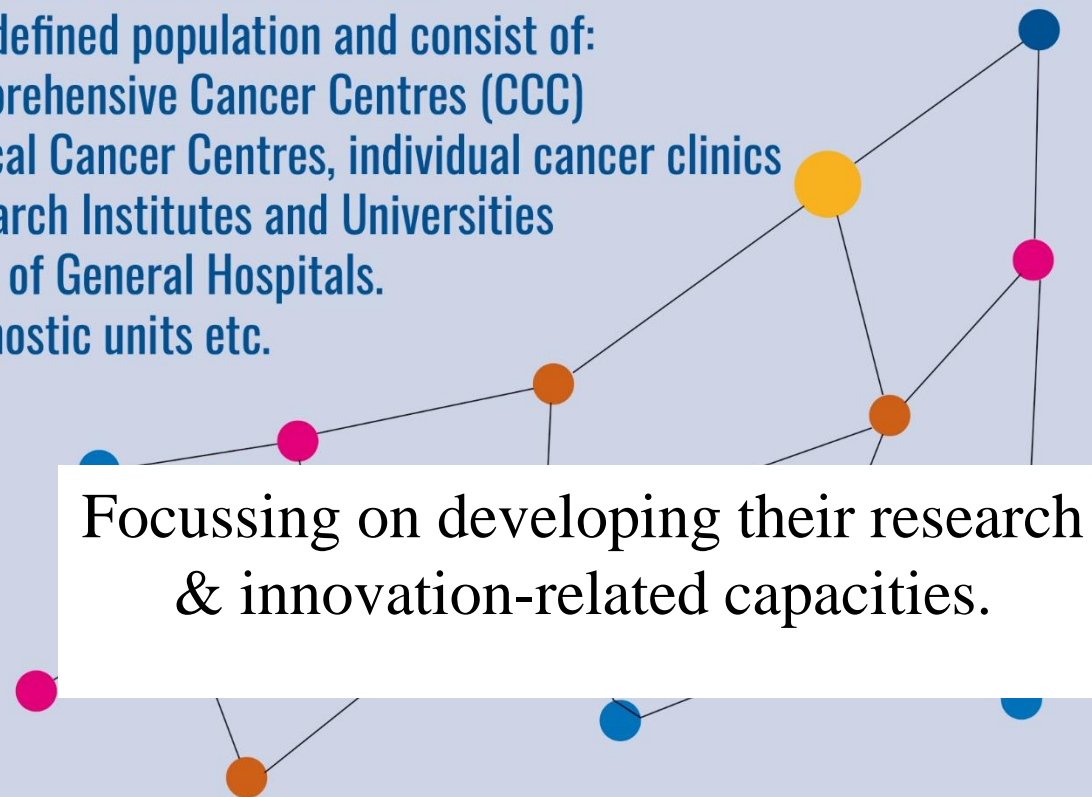 defined population and consist of:
prehensive Cancer Centres (CCC)
cal Cancer Centres, individual cancer clinics
arch Institutes and Universities
of General Hospitals.
nostic units etc.
Focussing on developing their research
& innovation-related capacities.